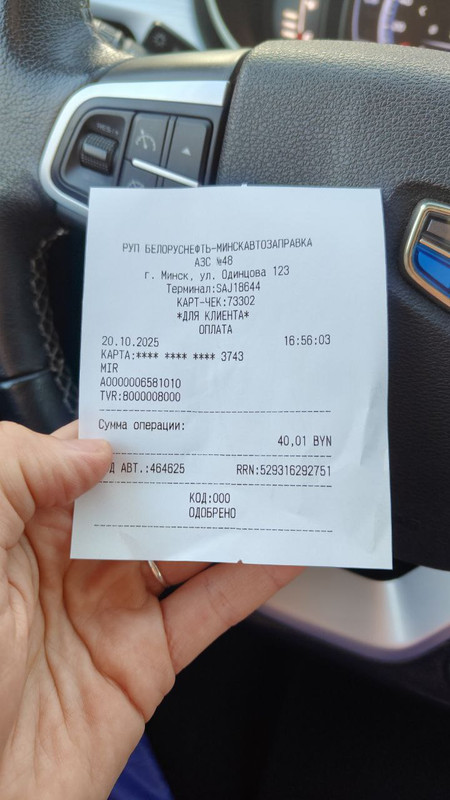 РУП БЕЛОРУСНЕФТЬ-МИНСКАВТОЗАПРАВКА
АЗС №48
г. Минск, ул. Одинцова 123
Терминал:SAJ18644
КАРТ-ЧЕК:73302
*ДЛЯ КЛИЕНТА*
ОПЛАТА
20.10.2025 16:56:03
КАРТА:**** **** **** 3743
MIR
A0000006581010
TVR:8000008000
Сумма операции:
40,01 BYN
Д АВТ.:464625 RRN:529316292751
КОД:000
ОДОБРЕНО